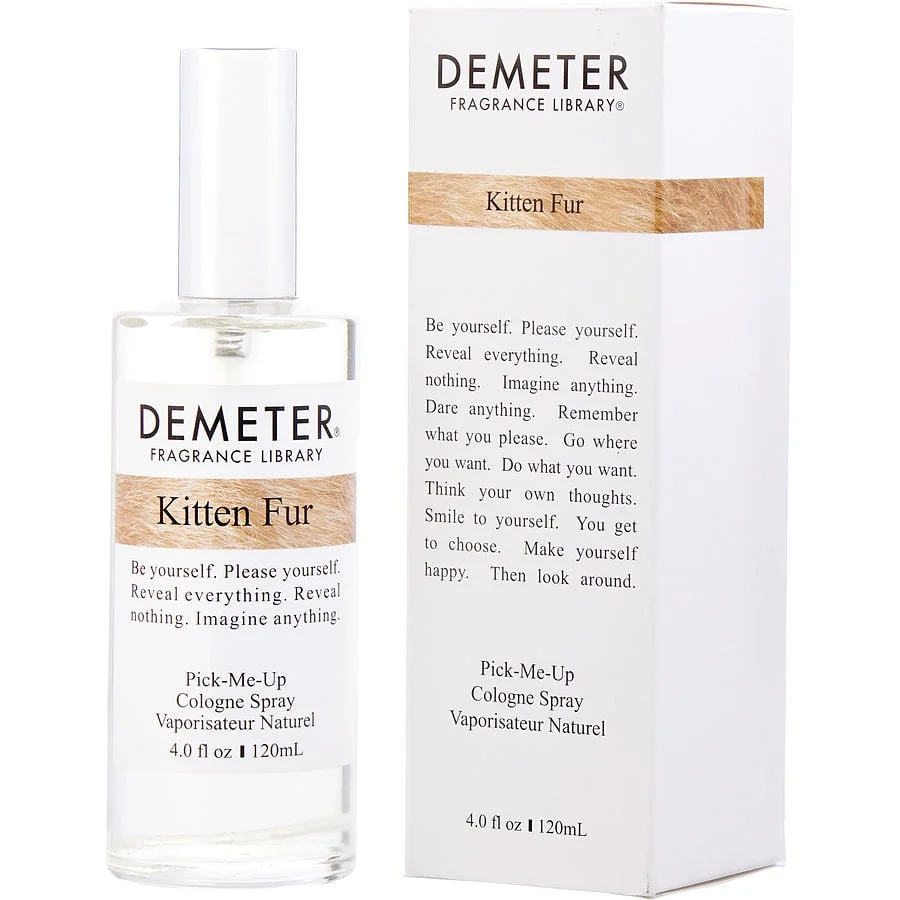 DEMETER®
FRAGRANCE LIBRARY
Kitten Fur
Be yourself. Please yourself.
Reveal everything. Reveal
nothing. Imagine anything.
Pick-Me-Up
Cologne Spray
Vaporisateur Naturel
4.0 fl oz ❙ 120mL
DEMETER
FRAGRANCE LIBRARY®
Kitten Fur
Be yourself. Please yourself.
Reveal everything. Reveal
nothing. Imagine anything.
Dare anything. Remember
what you please. Go where
you want. Do what you want.
Think your own thoughts.
Smile to yourself. You get
to choose. Make yourself
happy. Then look around.
Pick-Me-Up
Cologne Spray
Vaporisateur Naturel
4.0 fl oz ❙ 120mL